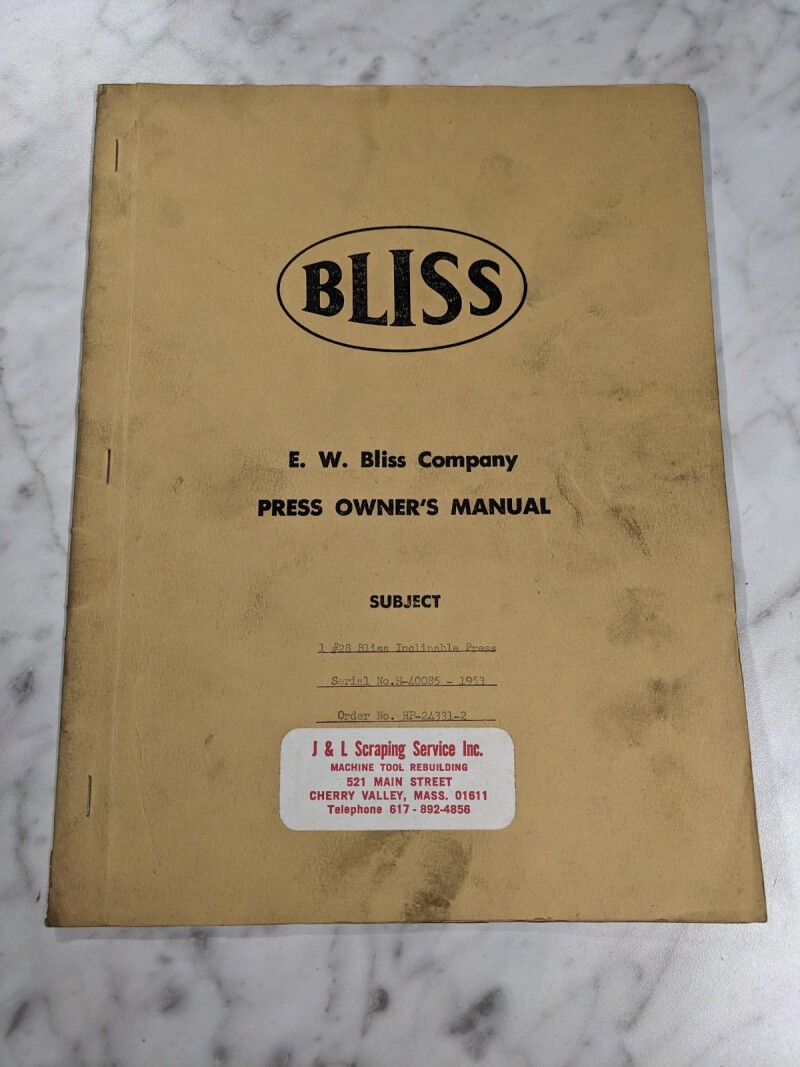 BLISS
E. W. Bliss Company
PRESS OWNER'S MANUAL
SUBJECT
1 #28 Bliss Inclinable Press
Serial No.H-40085 - 1953
Order No. HP-24331-2
J & L Scraping Service Inc.
MACHINE TOOL REBUILDING
521 MAIN STREET
CHERRY VALLEY, MASS. 01611
Telephone 617 - 892-4856